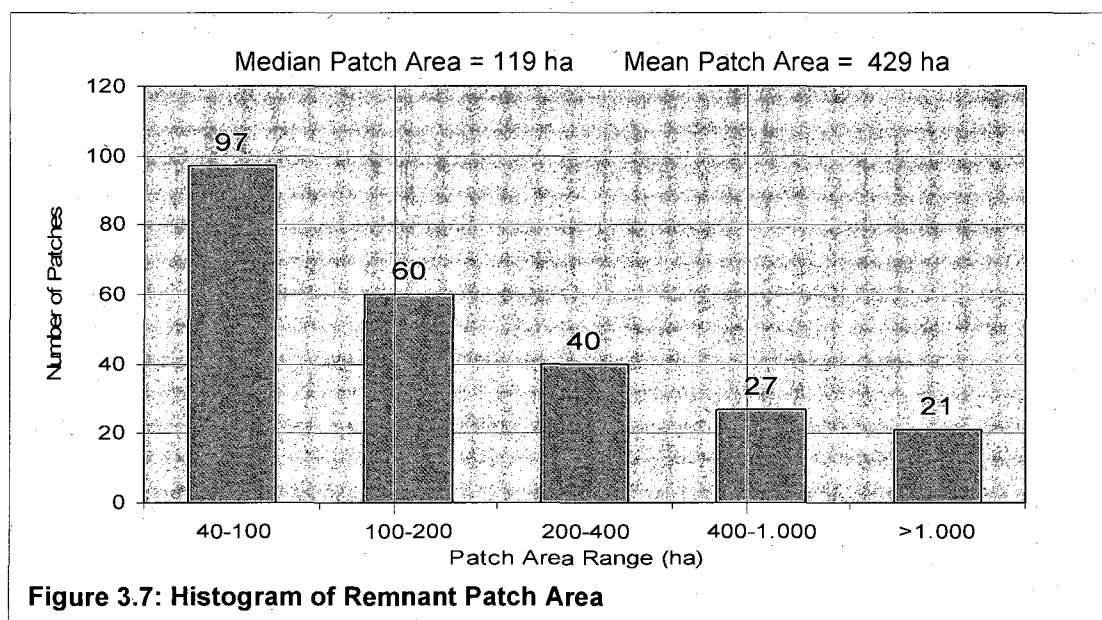 Median Patch Area = 119 ha Mean Patch Area = 429 ha
120
100
80
60
40
20
0
Number of Patches
97
60
40
27
21
40-100 100-200 200-400 400-1.000 >1.000
Patch Area Range (ha)
Figure 3.7: Histogram of Remnant Patch Area